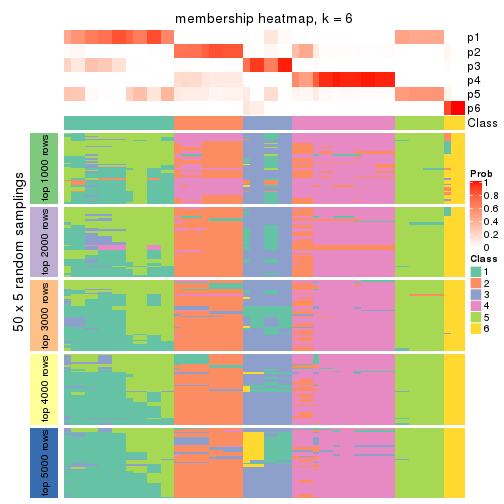 membership heatmap, k = 6
p1
p2
p3
p4
p5
p6
Class
50 x 5 random samplings
top 1000 rows
top 2000 rows
top 3000 rows
top 4000 rows
top 5000 rows
Prob
1
0.8
0.6
0.4
0.2
0
Class
1
2
3
4
5
6